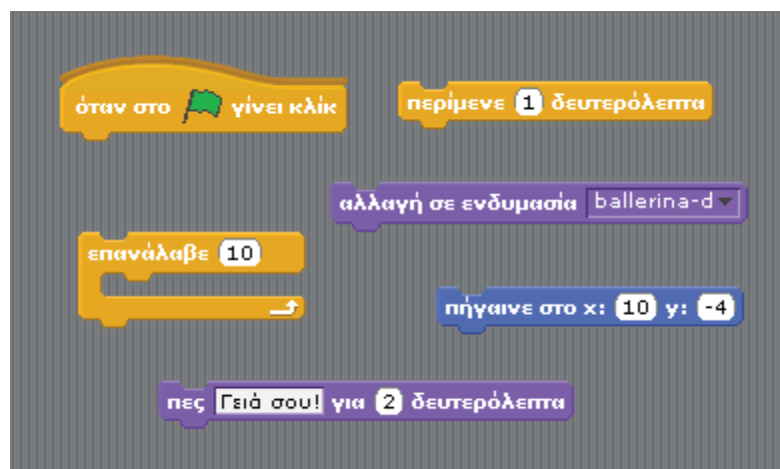 όταν στο γίνει κλίκ
περίμενε 1 δευτερόλεπτα
αλλαγή σε ενδυμασία ballerina-d
επανάλαβε 10
πήγαινε στο x: 10 y: -4
πες Γειά σου! για 2 δευτερόλεπτα